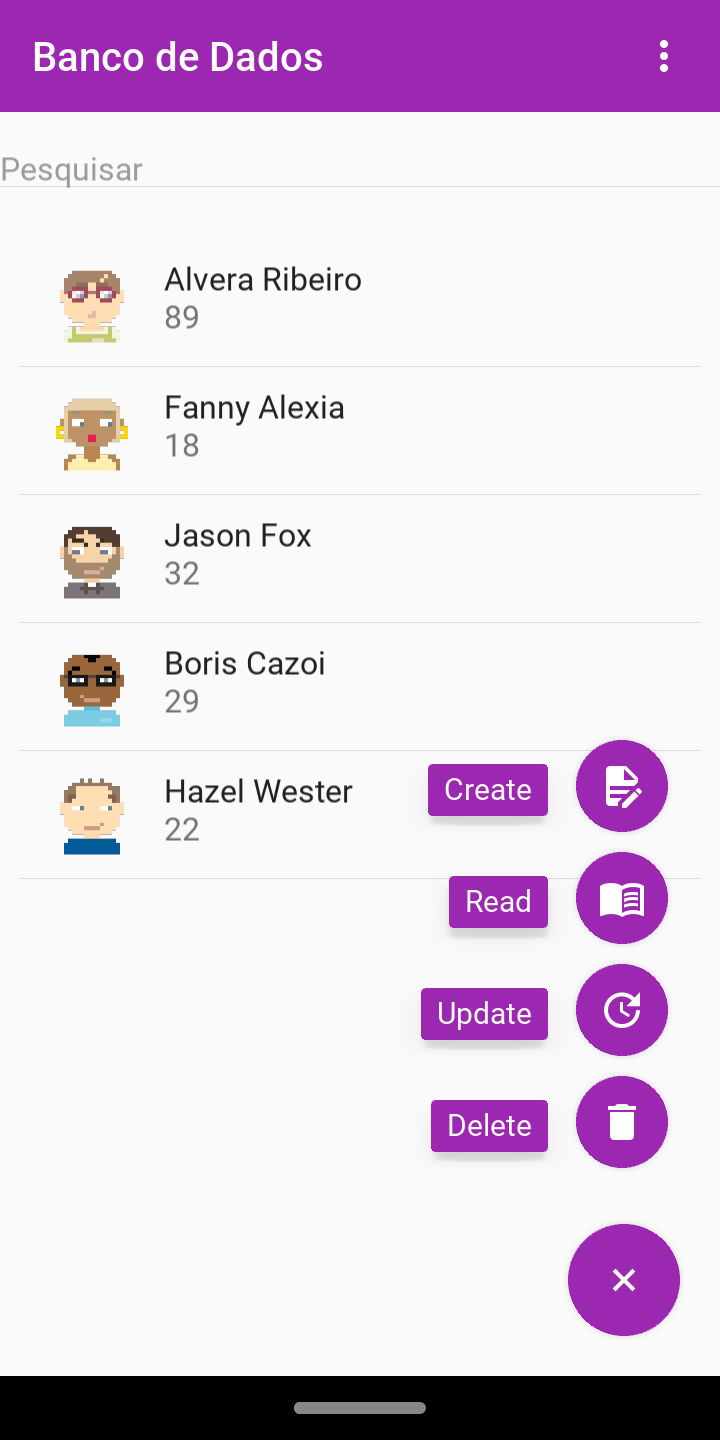 Banco de Dados
Pesquisar
Alvera Ribeiro
89
Fanny Alexia
18
Jason Fox
32
Boris Cazoi
29
Hazel Wester
22
Create
Read
Update
Delete